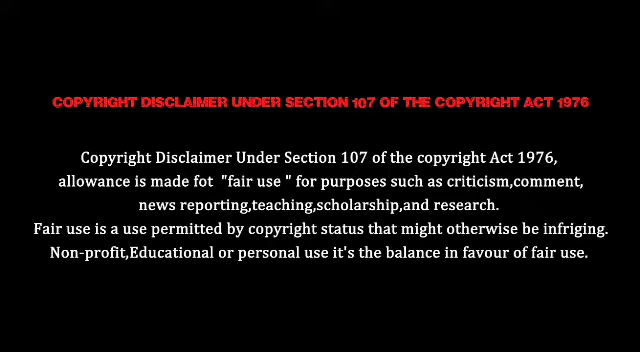 COPYRIGHT DISCLAIMER UNDER SECTION 107 OF THE COPYRIGHT ACT 1976
Copyright Disclaimer Under Section 107 of the copyright Act 1976,
allowance is made fot "fair use " for purposes such as criticism,comment,
news reporting,teaching,scholarship,and research.
Fair use is a use permitted by copyright status that might otherwise be infriging.
Non-profit,Educational or personal use it's the balance in favour of fair use.